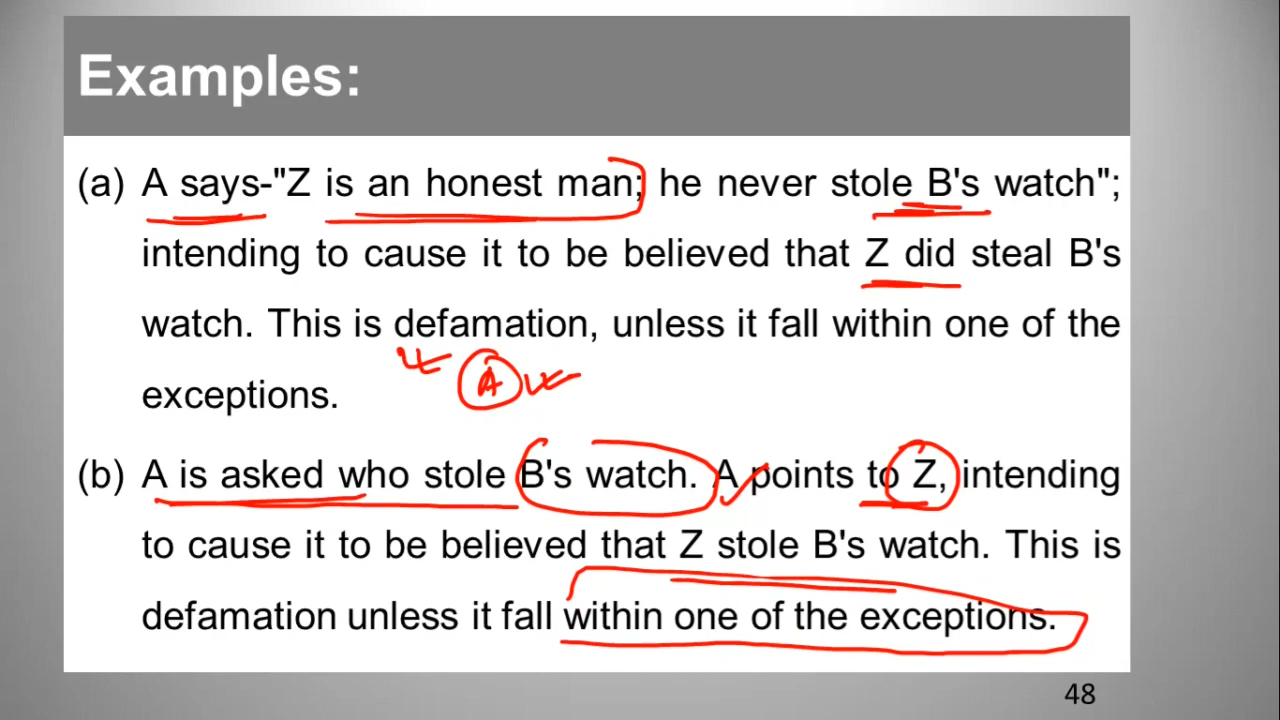 Examples:
(a) A says-"Z is an honest man; he never stole B's watch";
intending to cause it to be believed that Z did steal B's
watch. This is defamation, unless it fall within one of the
exceptions.
A
(b) A is asked who stole B's watch. A points to Z, intending
to cause it to be believed that Z stole B's watch. This is
defamation unless it fall within one of the exceptions.
48